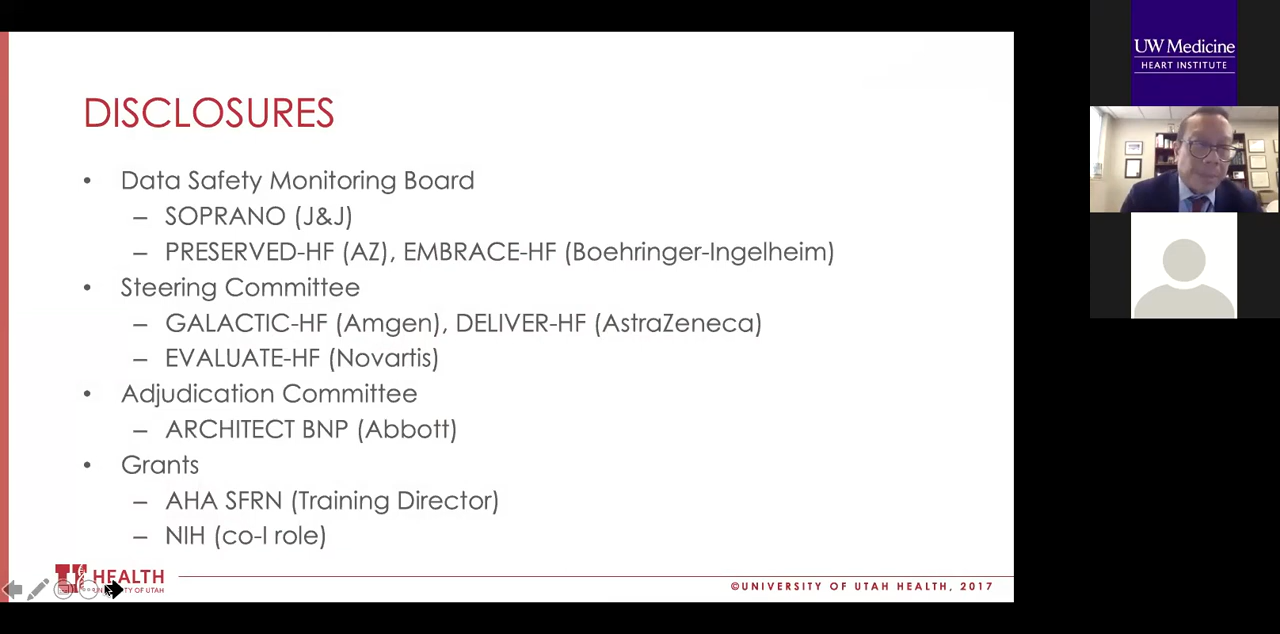 DISCLOSURES
• Data Safety Monitoring Board
– SOPRANO (J&J)
– PRESERVED-HF (AZ), EMBRACE-HF (Boehringer-Ingelheim)
• Steering Committee
– GALACTIC-HF (Amgen), DELIVER-HF (AstraZeneca)
– EVALUATE-HF (Novartis)
• Adjudication Committee
– ARCHITECT BNP (Abbott)
• Grants
– AHA SFRN (Training Director)
– NIH (co-I role)
HEALTH
OF UTAH
©UNIVERSITY OF UTAH HEALTH, 2017
UW Medicine
HEART INSTITUTE